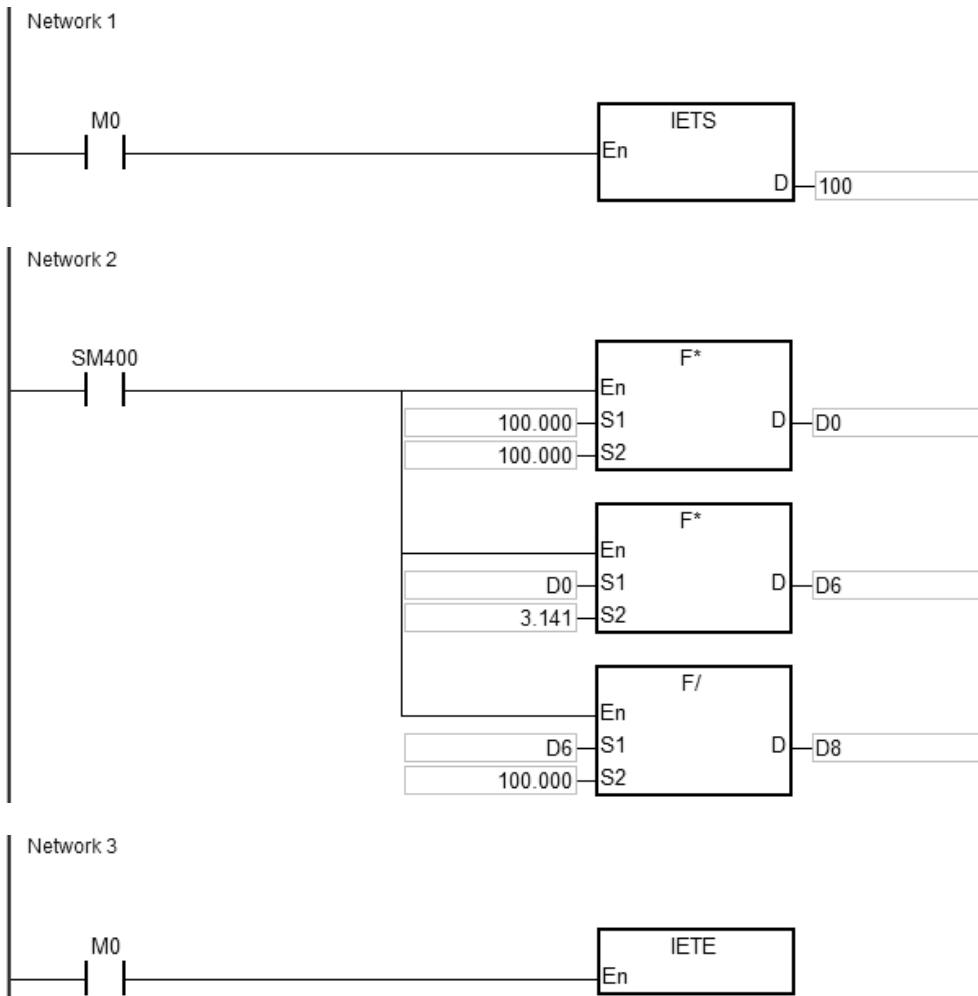 Network 1
M0
IETS
En
D 100
Network 2
SM400
F*
En
100.000 S1 D D0
100.000 S2
F*
En
D0 S1 D D6
3.141 S2
F/
En
D6 S1 D D8
100.000 S2
Network 3
M0
IETE
En